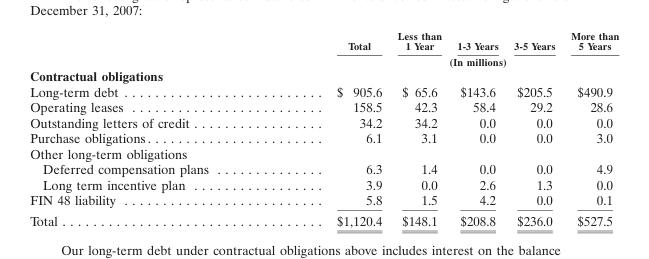 December 31, 2007:
Less than More than
Total 1 Year 1-3 Years 3-5 Years 5 Years
(In millions)
Contractual obligations
Long-term debt . . . . . . . . . . . . . . . . . . . . . . . . . . $ 905.6 $ 65.6 $143.6 $205.5 $490.9
Operating leases . . . . . . . . . . . . . . . . . . . . . . . . 158.5 42.3 58.4 29.2 28.6
Outstanding letters of credit . . . . . . . . . . . . . . . . . 34.2 34.2 0.0 0.0 0.0
Purchase obligations . . . . . . . . . . . . . . . . . . . . . . 6.1 3.1 0.0 0.0 3.0
Other long-term obligations
Deferred compensation plans . . . . . . . . . . . . . . 6.3 1.4 0.0 0.0 4.9
Long term incentive plan . . . . . . . . . . . . . . . . . 3.9 0.0 2.6 1.3 0.0
FIN 48 liability . . . . . . . . . . . . . . . . . . . . . . . . . . 5.8 1.5 4.2 0.0 0.1
Total . . . . . . . . . . . . . . . . . . . . . . . . . . . . . . . . . . $1,120.4 $148.1 $208.8 $236.0 $527.5
Our long-term debt under contractual obligations above includes interest on the balance